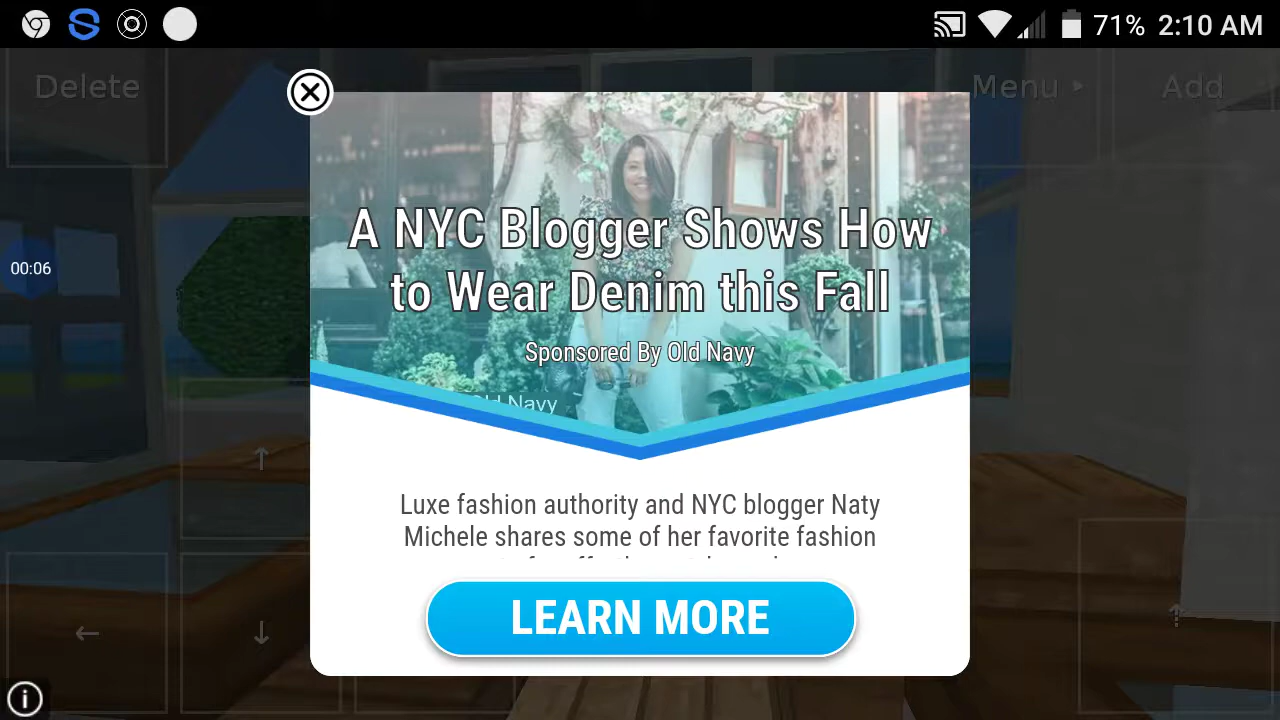 71% 2:10 AM
Delete
Menu
Add
00:06
A NYC Blogger Shows How
to Wear Denim this Fall
Sponsored By Old Navy
Old Navy
Luxe fashion authority and NYC blogger Naty
Michele shares some of her favorite fashion
LEARN MORE